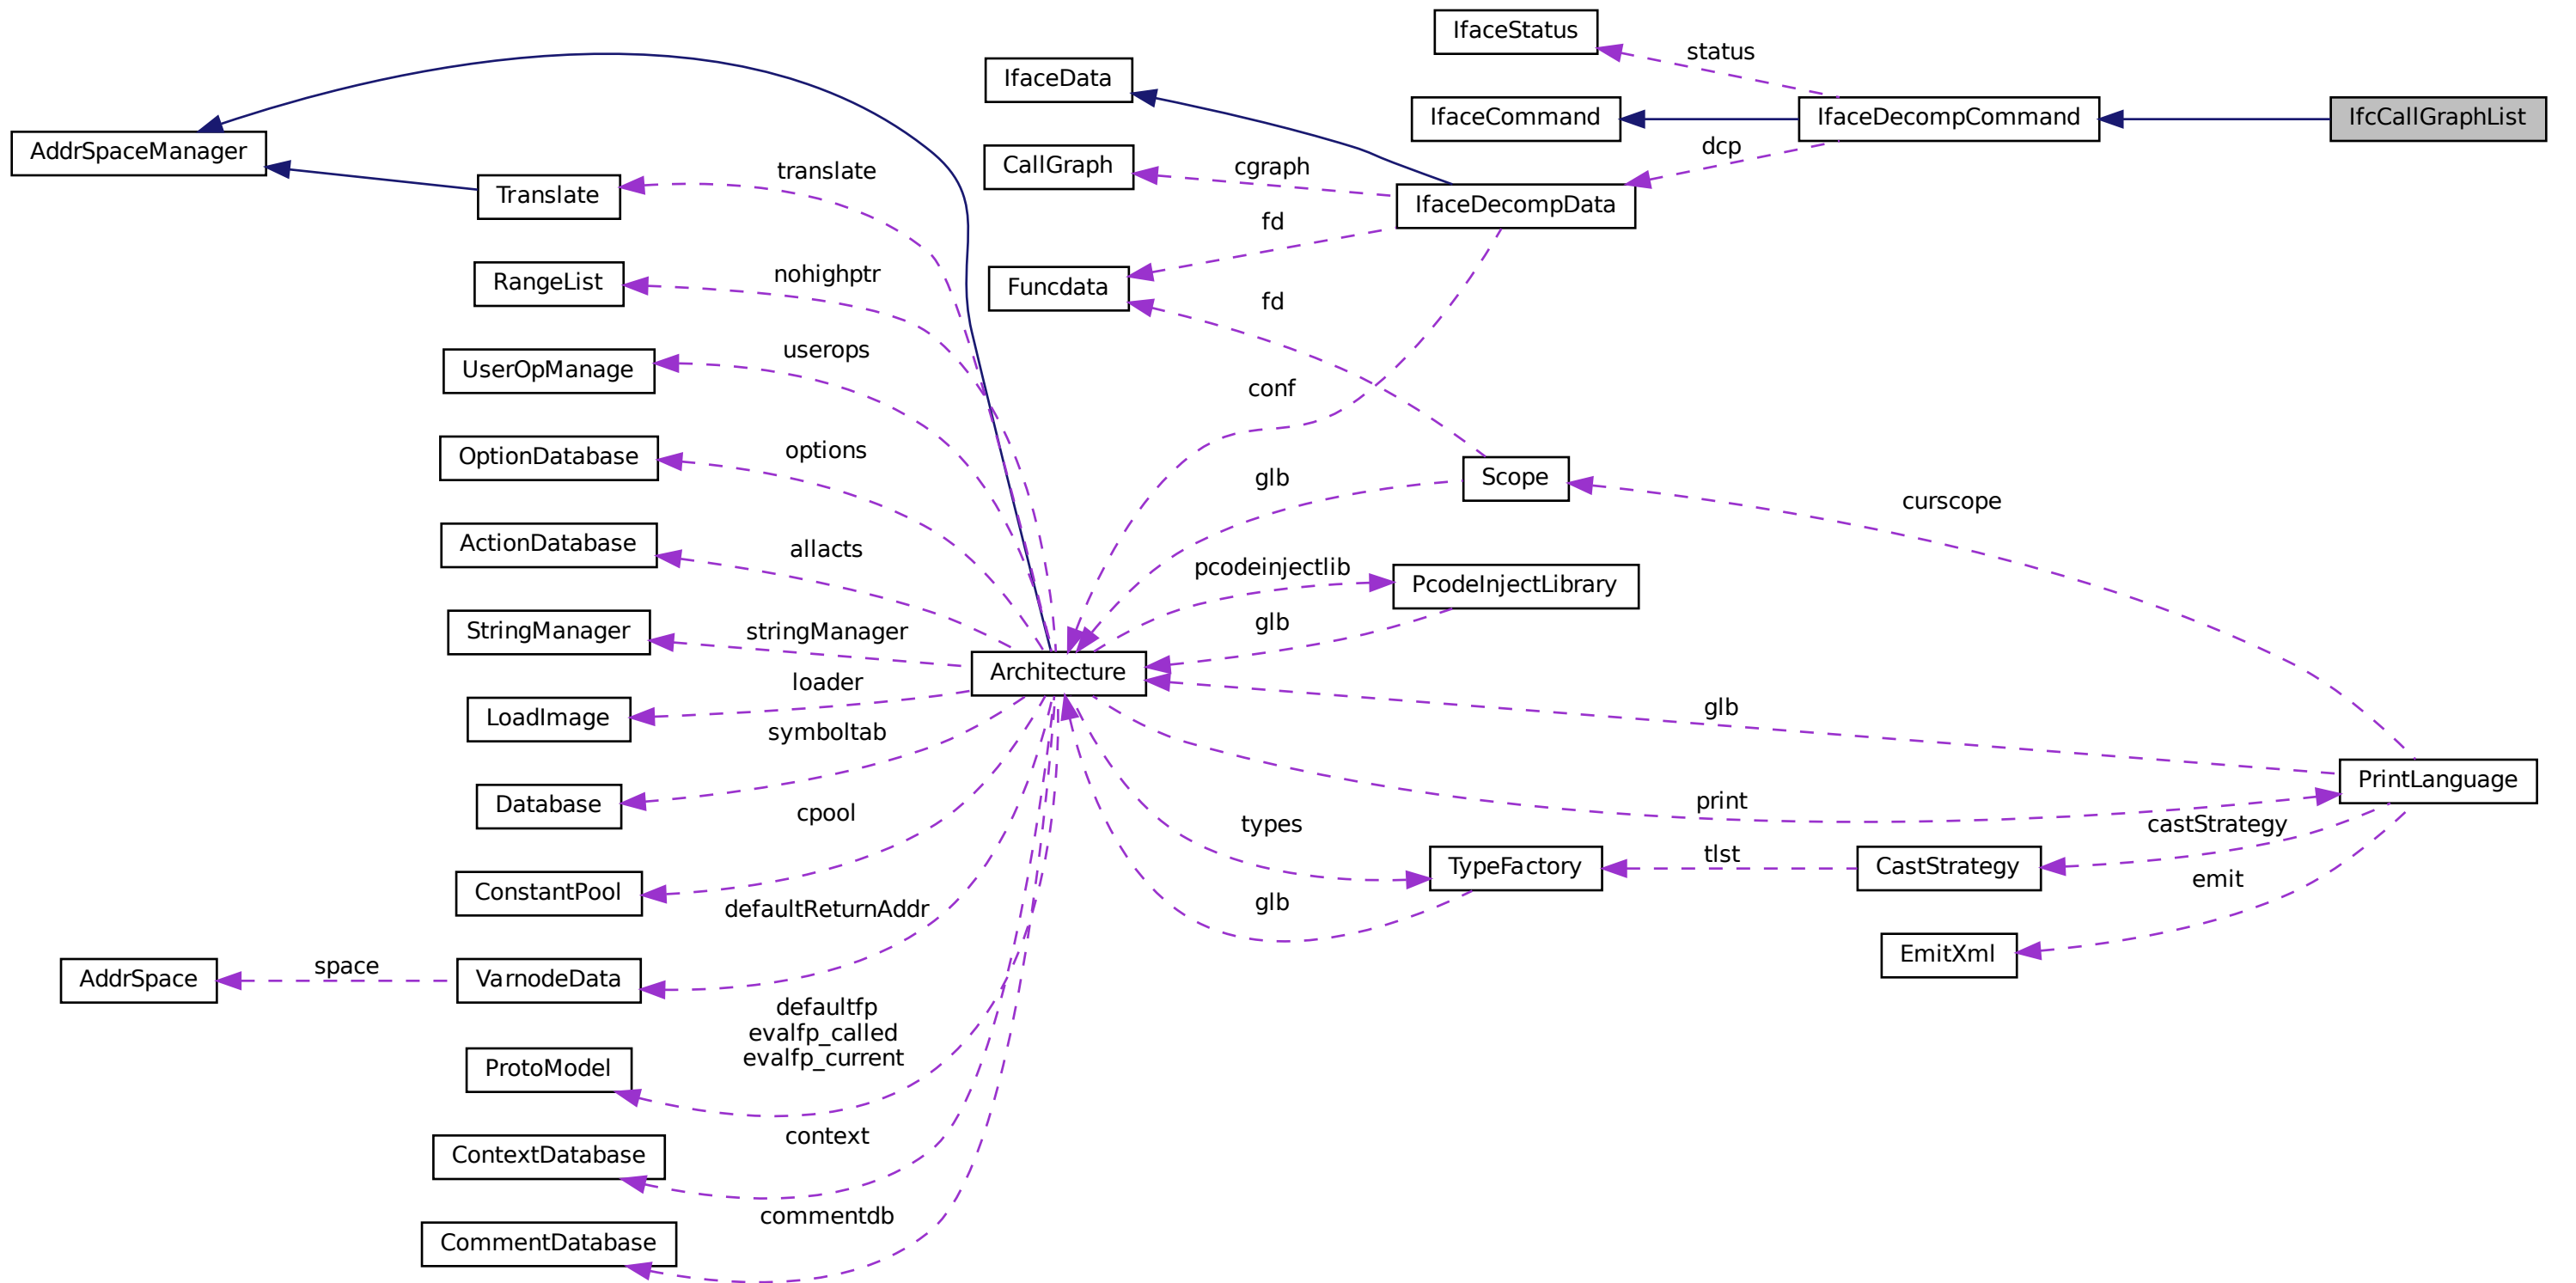 IfaceStatus
status
IfaceData
IfaceCommand
IfaceDecompCommand
IfcCallGraphList
AddrSpaceManager
translate
CallGraph
cgraph
dcp
Translate
IfaceDecompData
fd
RangeList
nohighptr
Funcdata
fd
userops
UserOpManage
conf
options
OptionDatabase
glb
Scope
curscope
ActionDatabase
allacts
pcodeinjectlib
PcodeInjectLibrary
StringManager
stringManager
glb
Architecture
loader
LoadImage
symboltab
glb
PrintLanguage
Database
cpool
types
print
castStrategy
ConstantPool
TypeFactory
tlst
CastStrategy
defaultReturnAddr
glb
emit
AddrSpace
space
VarnodeData
EmitXml
defaultfp
evalfp_called
evalfp_current
ProtoModel
context
ContextDatabase
commentdb
CommentDatabase